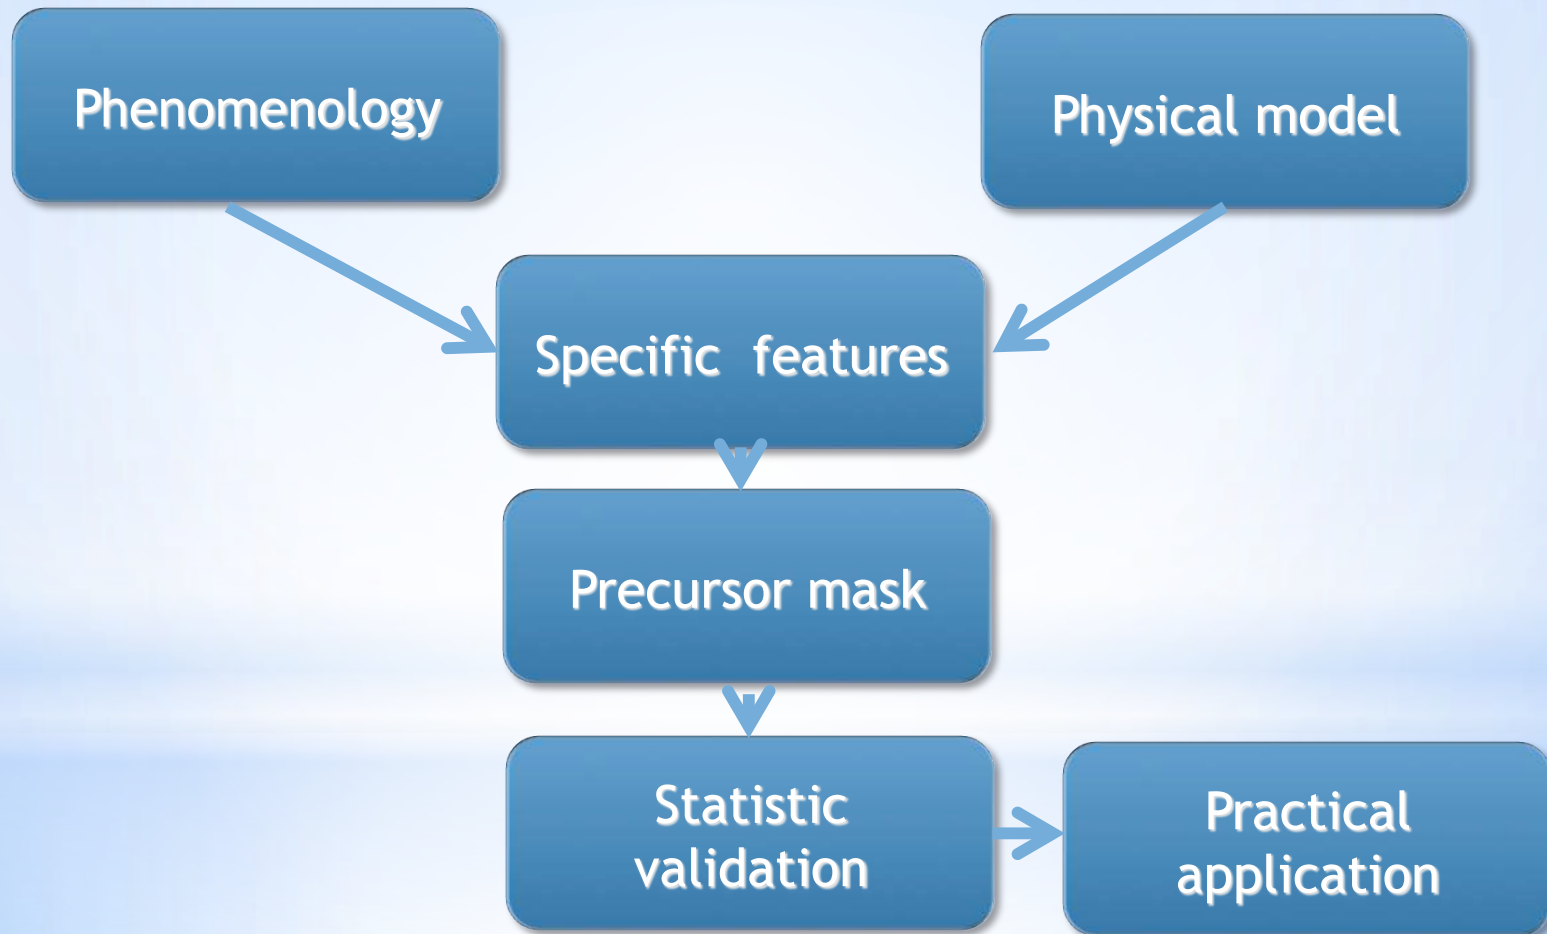 Phenomenology
Physical model
Specific features
Precursor mask
Statistic
validation
Practical
application